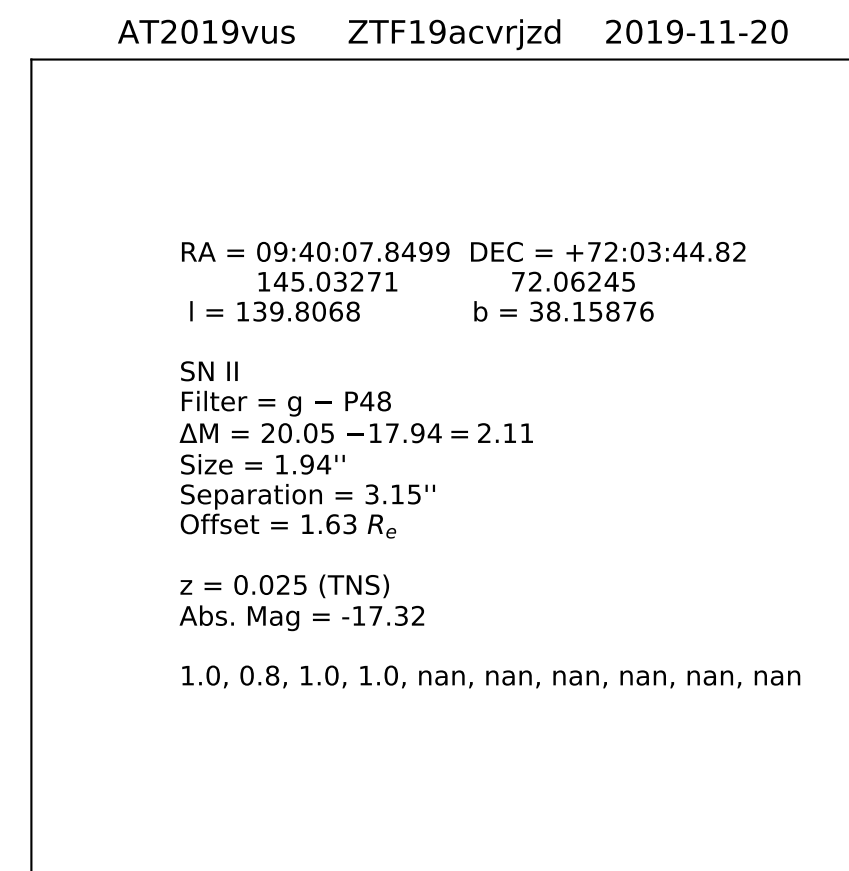 AT2019vus ZTF19acvrjzd 2019-11-20
RA = 09:40:07.8499 DEC = +72:03:44.82
145.03271 72.06245
l = 139.8068 b = 38.15876
SN II
Filter = g − P48
ΔM = 20.05 −17.94 = 2.11
Size = 1.94''
Separation = 3.15''
Offset = 1.63 Re
z = 0.025 (TNS)
Abs. Mag = -17.32
1.0, 0.8, 1.0, 1.0, nan, nan, nan, nan, nan, nan